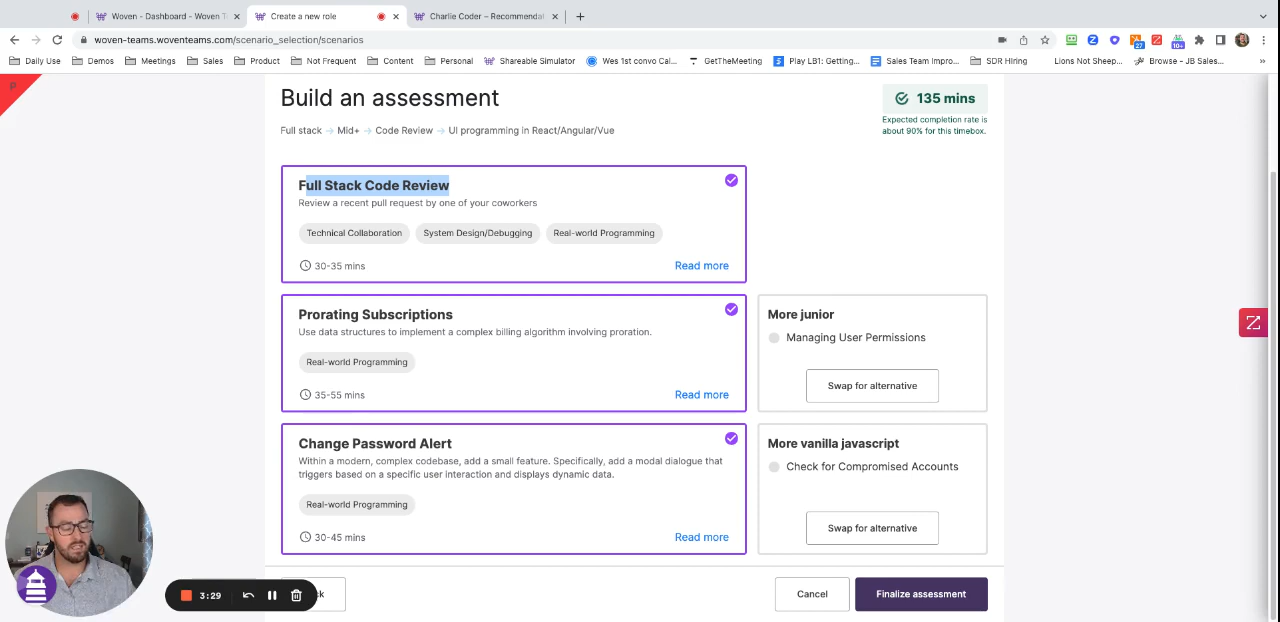 Woven - Dashboard - Woven T
Create a new role
Charlie Coder – Recommendat
woven-teams.woventeams.com/scenario_selection/scenarios
27
10+
Daily Use
Demos
Meetings
Sales
Product
Not Frequent
Content
Personal
Shareable Simulator
Wes 1st convo Cal...
GetTheMeeting
Play LB1: Getting...
Sales Team Impro...
SDR Hiring
Lions Not Sheep...
Browse – JB Sales...
»
P
Build an assessment
135 mins
Expected completion rate is
about 90% for this timebox.
Full stack → Mid+ → Code Review → UI programming in React/Angular/Vue
Full Stack Code Review
Review a recent pull request by one of your coworkers
Technical Collaboration
System Design/Debugging
Real-world Programming
30-35 mins
Read more
Prorating Subscriptions
Use data structures to implement a complex billing algorithm involving proration.
Real-world Programming
35-55 mins
Read more
More junior
Managing User Permissions
Swap for alternative
Change Password Alert
Within a modern, complex codebase, add a small feature. Specifically, add a modal dialogue that
triggers based on a specific user interaction and displays dynamic data.
Real-world Programming
30-45 mins
Read more
More vanilla javascript
Check for Compromised Accounts
Swap for alternative
3:29
ck
Cancel
Finalize assessment